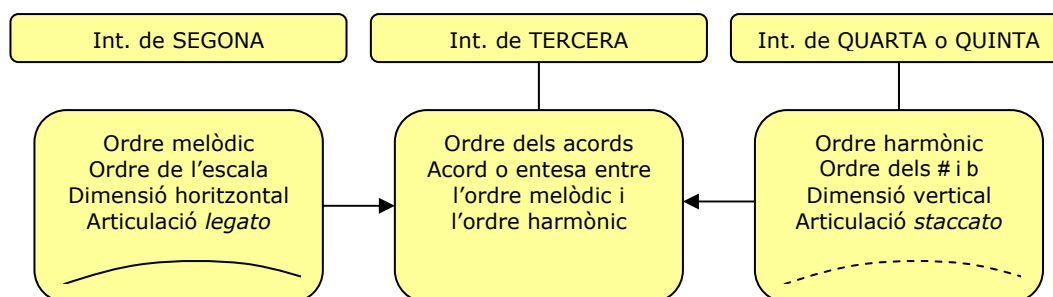 Int. de SEGONA
Int. de TERCERA
Int. de QUARTA o QUINTA
Ordre melòdic
Ordre de l’escala
Dimensió horitzontal
Articulació legato
Ordre dels acords
Acord o entesa entre
l’ordre melòdic i
l’ordre harmònic
Ordre harmònic
Ordre dels # i b
Dimensió vertical
Articulació staccato